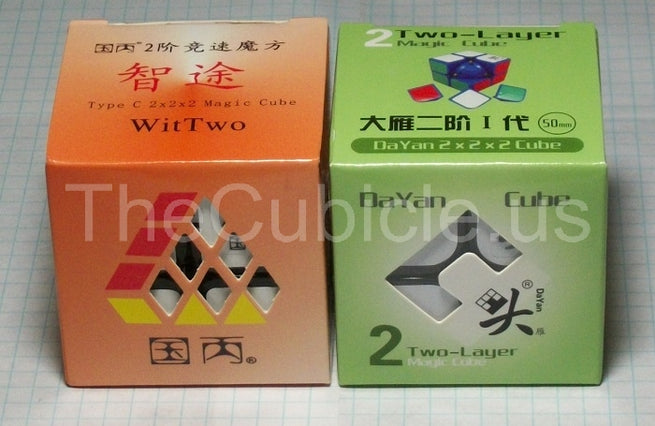 国丙®2阶竞速魔方
智途
Type C 2x2x2 Magic Cube
WitTwo
国丙®
2 Two-Layer
Magic Cube
大雁二阶 I 代 50mm
DaYan 2×2×2 Cube
DaYan Cube
®
DaYan 雁
2 Two-Layer
Magic Cube
TheCubicle.us